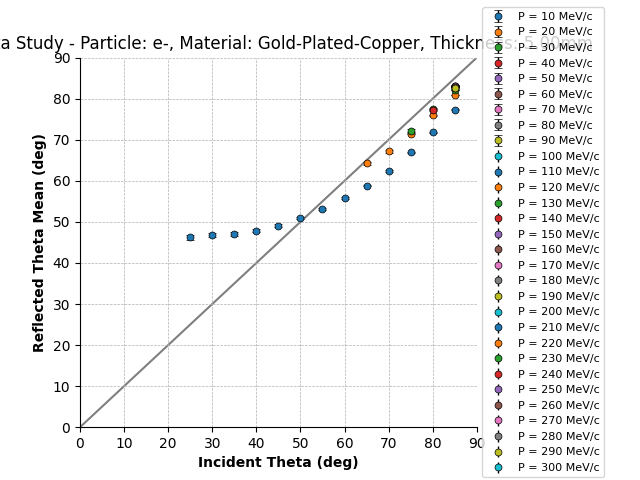 a Study - Particle: e-, Material: Gold-Plated-Copper, Thickness: 5.00mm
Reflected Theta Mean (deg)
90
80
70
60
50
40
30
20
10
0
0 10 20 30 40 50 60 70 80 90
Incident Theta (deg)
P = 10 MeV/c
P = 20 MeV/c
P = 30 MeV/c
P = 40 MeV/c
P = 50 MeV/c
P = 60 MeV/c
P = 70 MeV/c
P = 80 MeV/c
P = 90 MeV/c
P = 100 MeV/c
P = 110 MeV/c
P = 120 MeV/c
P = 130 MeV/c
P = 140 MeV/c
P = 150 MeV/c
P = 160 MeV/c
P = 170 MeV/c
P = 180 MeV/c
P = 190 MeV/c
P = 200 MeV/c
P = 210 MeV/c
P = 220 MeV/c
P = 230 MeV/c
P = 240 MeV/c
P = 250 MeV/c
P = 260 MeV/c
P = 270 MeV/c
P = 280 MeV/c
P = 290 MeV/c
P = 300 MeV/c